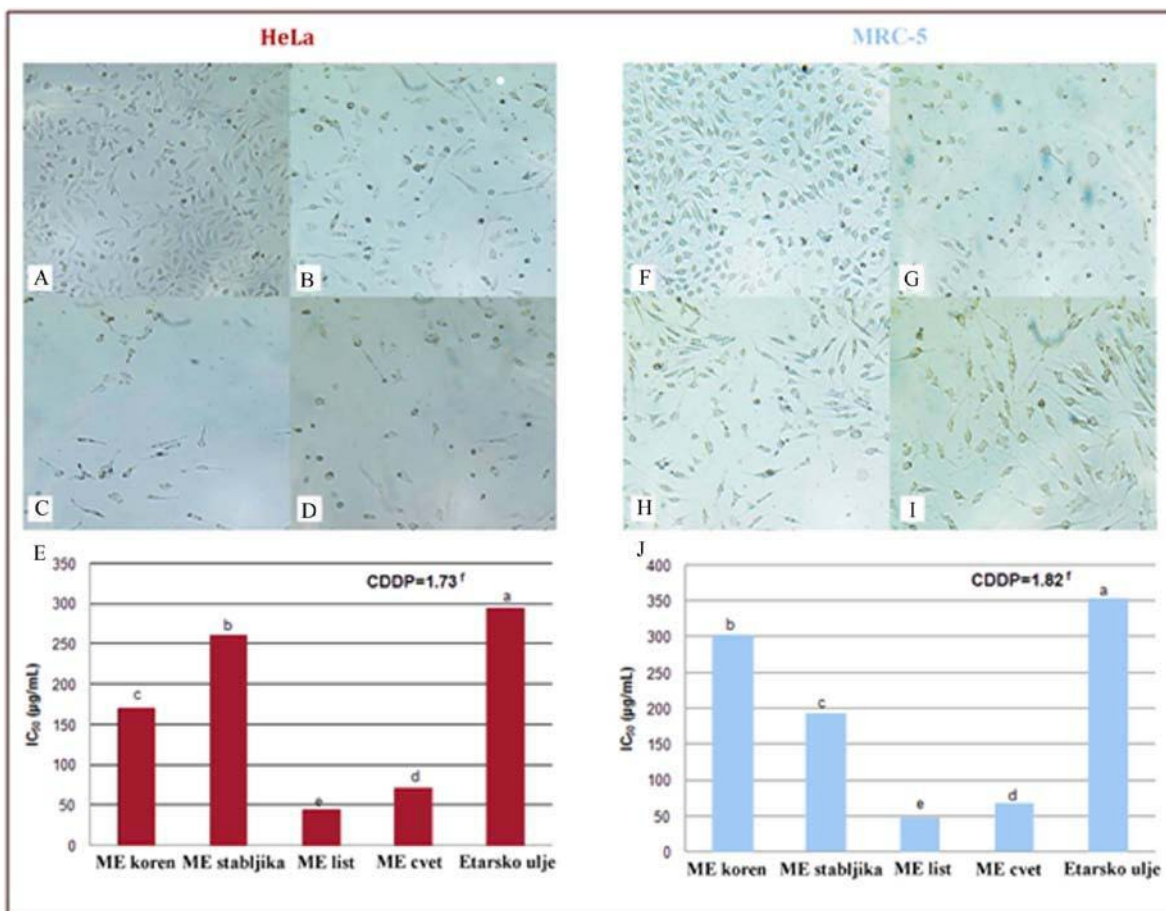 HeLa
MRC-5
A
B
F
G
C
D
H
I
E
350
300
250
200
150
100
50
0
IC₅₀ (µg/mL)
CDDP=1.73 ᶠ
c
b
e
d
a
ME koren
ME stabljika
ME list
ME cvet
Etarsko ulje
J
400
350
300
250
200
150
100
50
0
IC₅₀ (µg/mL)
CDDP=1.82 ᶠ
b
c
e
d
a
ME koren
ME stabljika
ME list
ME cvet
Etarsko ulje